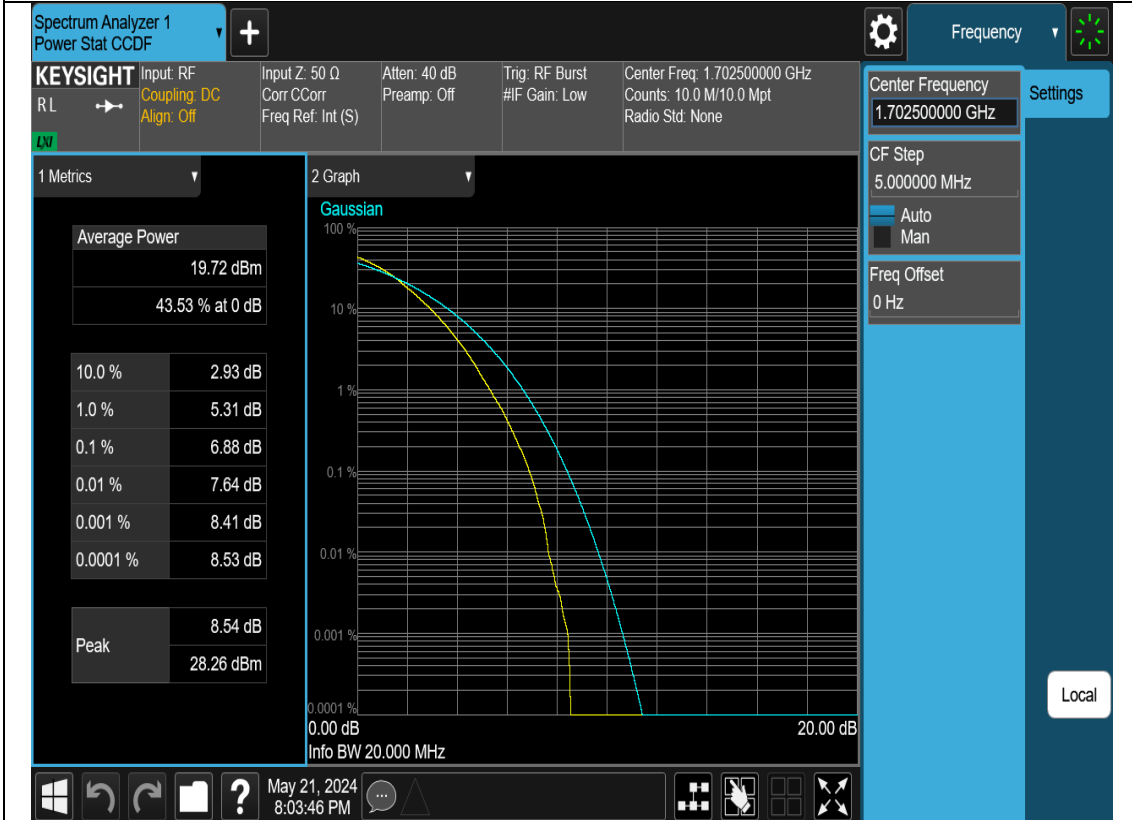 Spectrum Analyzer 1
Power Stat CCDF
+
Frequency
KEYSIGHT
RL
LXI
Input: RF
Coupling: DC
Align: Off
Input Z: 50 Ω
Corr CCorr
Freq Ref: Int (S)
Atten: 40 dB
Preamp: Off
Trig: RF Burst
#IF Gain: Low
Center Freq: 1.702500000 GHz
Counts: 10.0 M/10.0 Mpt
Radio Std: None
Center Frequency
1.702500000 GHz
Settings
CF Step
5.000000 MHz
Auto
Man
Freq Offset
0 Hz
Local
1 Metrics
Average Power
19.72 dBm
43.53 % at 0 dB
10.0 % 2.93 dB
1.0 % 5.31 dB
0.1 % 6.88 dB
0.01 % 7.64 dB
0.001 % 8.41 dB
0.0001 % 8.53 dB
Peak
8.54 dB
28.26 dBm
2 Graph
Gaussian
100 %
10 %
1 %
0.1 %
0.01 %
0.001 %
0.0001 %
0.00 dB 20.00 dB
Info BW 20.000 MHz
?
May 21, 2024
8:03:46 PM